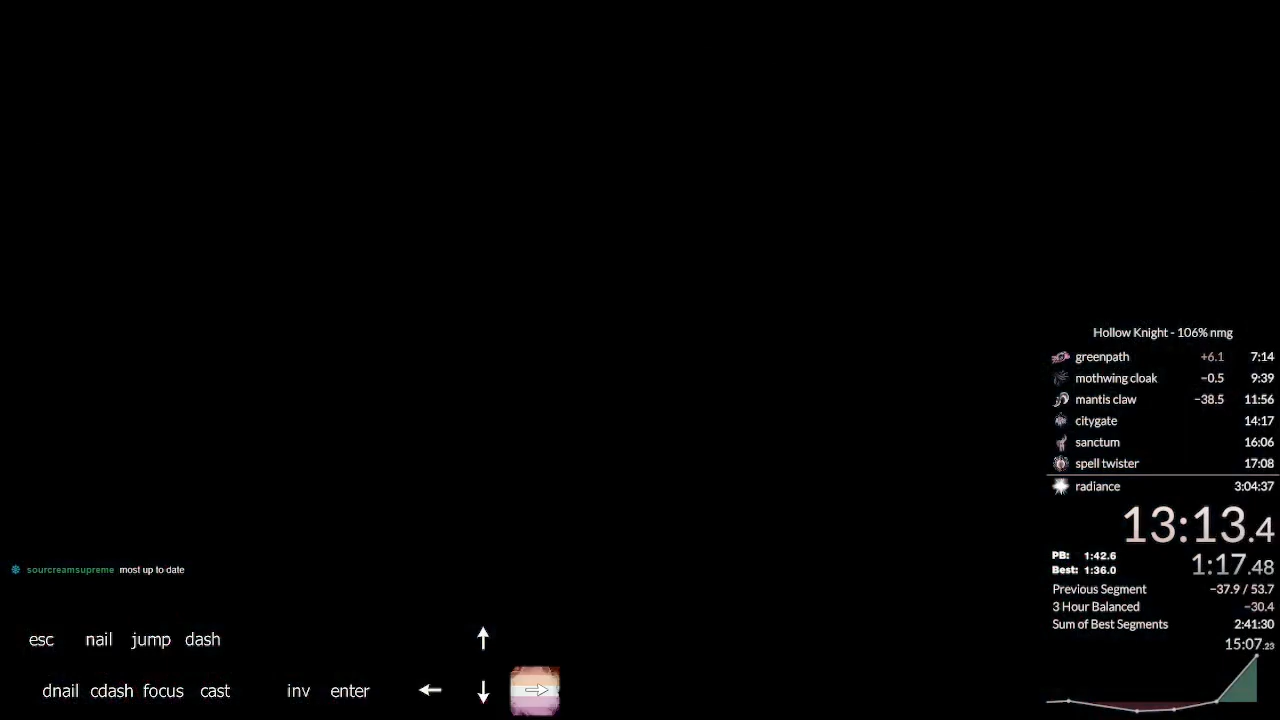 Hollow Knight - 106% nmg
greenpath +6.1 7:14
mothwing cloak −0.5 9:39
mantis claw −38.5 11:56
citygate 14:17
sanctum 16:06
spell twister 17:08
radiance 3:04:37
13:13.4
PB: 1:42.6
Best: 1:36.0
1:17.48
Previous Segment −37.9 / 53.7
3 Hour Balanced −30.4
Sum of Best Segments 2:41:30
15:07.23
sourcreamsupreme most up to date
esc nail jump dash
dnail cdash focus cast inv enter